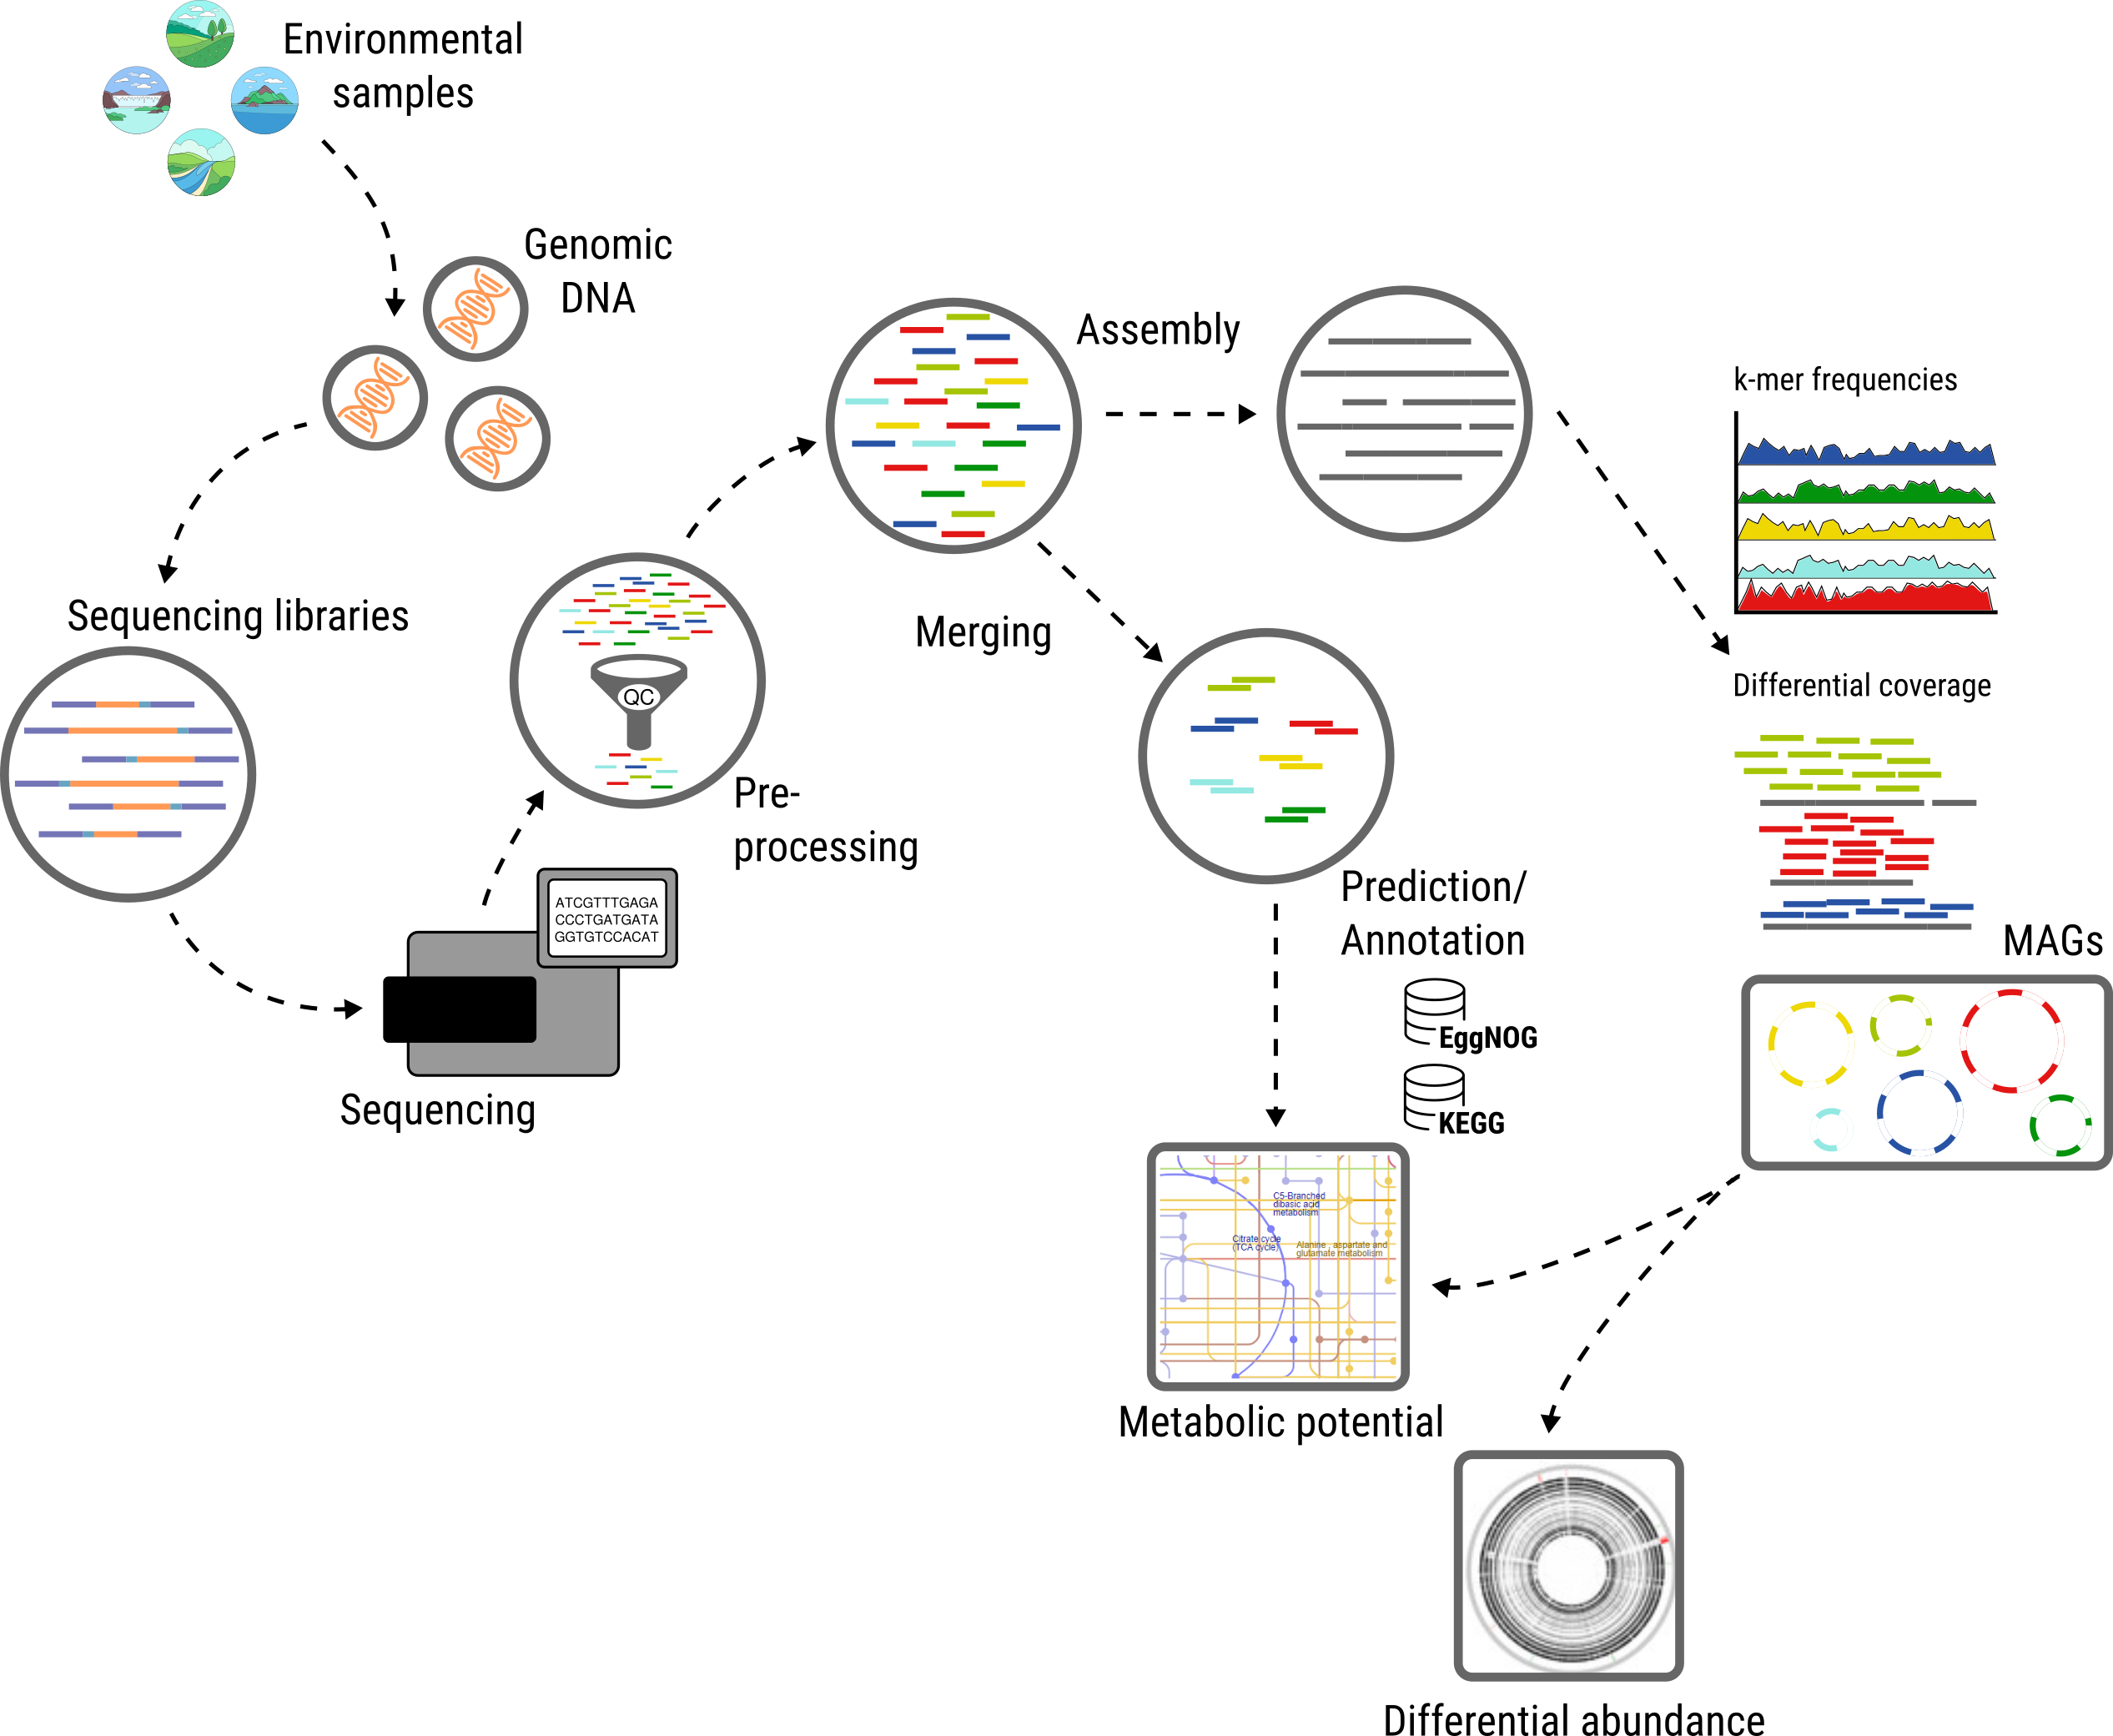 Environmental
samples
Genomic
DNA
Sequencing libraries
Sequencing
ATCGTTTGAGA
CCCTGATGATA
GGTGTCCACAT
QC
Pre-
processing
Assembly
Merging
Prediction/
Annotation
EggNOG
KEGG
k-mer frequencies
Differential coverage
MAGs
C5-Branched
dibasic acid
metabolism
Citrate cycle
(TCA cycle)
Alanine , aspartate and
glutamate metabolism
Metabolic potential
Differential abundance